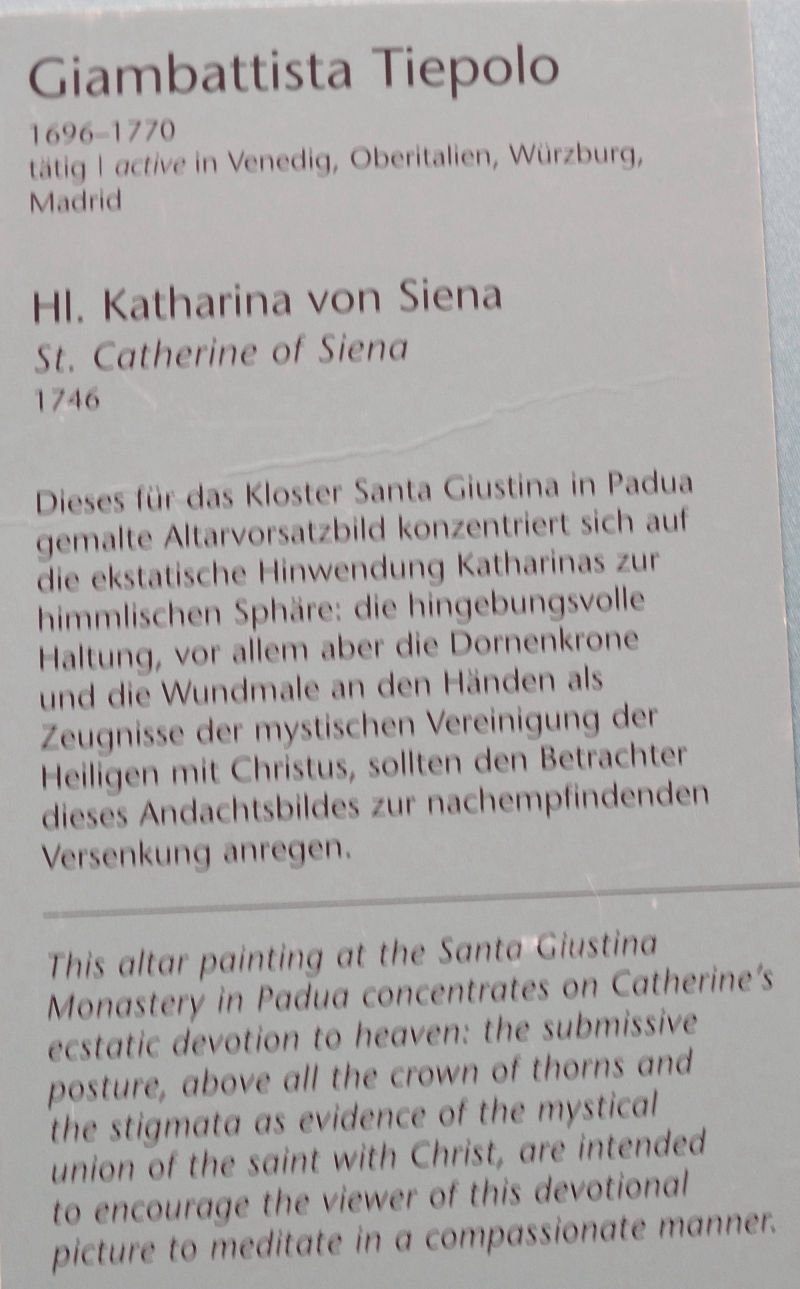 Giambattista Tiepolo
1696–1770
tätig | active in Venedig, Oberitalien, Würzburg,
Madrid
Hl. Katharina von Siena
St. Catherine of Siena
1746
Dieses für das Kloster Santa Giustina in Padua
gemalte Altarvorsatzbild konzentriert sich auf
die ekstatische Hinwendung Katharinas zur
himmlischen Sphäre: die hingebungsvolle
Haltung, vor allem aber die Dornenkrone
und die Wundmale an den Händen als
Zeugnisse der mystischen Vereinigung der
Heiligen mit Christus, sollten den Betrachter
dieses Andachtsbildes zur nachempfindenden
Versenkung anregen.
This altar painting at the Santa Giustina
Monastery in Padua concentrates on Catherine's
ecstatic devotion to heaven: the submissive
posture, above all the crown of thorns and
the stigmata as evidence of the mystical
union of the saint with Christ, are intended
to encourage the viewer of this devotional
picture to meditate in a compassionate manner.